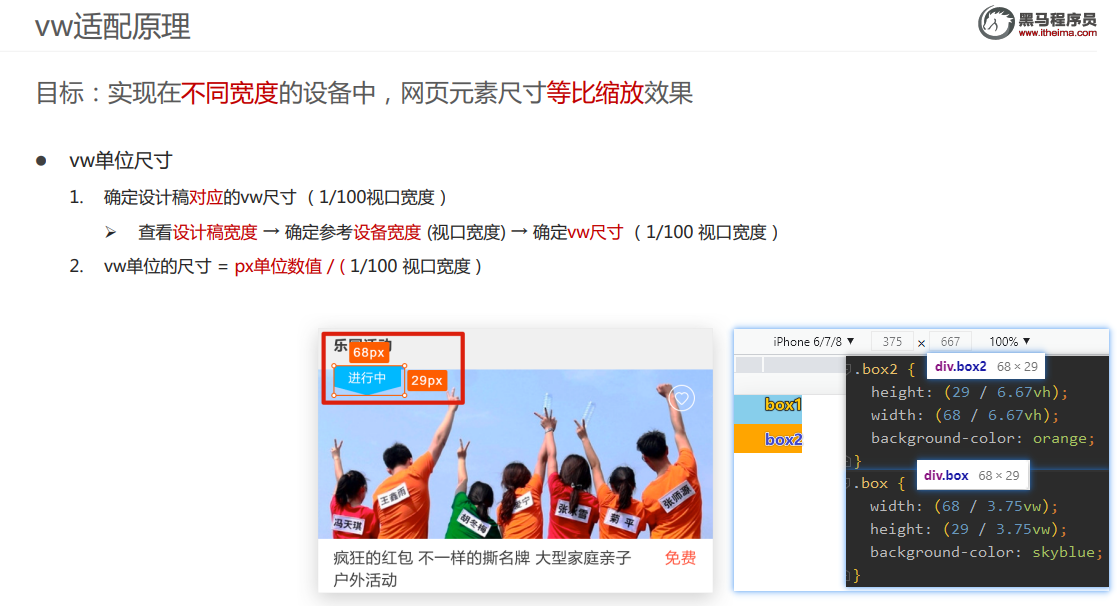 vw适配原理
黑马程序员
www.itheima.com
目标：实现在不同宽度的设备中，网页元素尺寸等比缩放效果
● vw单位尺寸
1. 确定设计稿对应的vw尺寸（1/100视口宽度）
➢ 查看设计稿宽度 → 确定参考设备宽度 (视口宽度) → 确定vw尺寸（1/100 视口宽度）
2. vw单位的尺寸 = px单位数值 /（1/100 视口宽度）
乐园活动
68px
进行中
29px
冯天琪
王鑫雨
胡冬梅
张冰雪
菊 平
张帅源
疯狂的红包 不一样的撕名牌 大型家庭亲子
户外活动
免费
iPhone 6/7/8 ▼ 375 x 667 100% ▼
div.box2 68 × 29
box1
box2
.box2 {
height: (29 / 6.67vh);
width: (68 / 6.67vh);
background-color: orange;
}
div.box 68 × 29
.box {
width: (68 / 3.75vw);
height: (29 / 3.75vw);
background-color: skyblue;
}